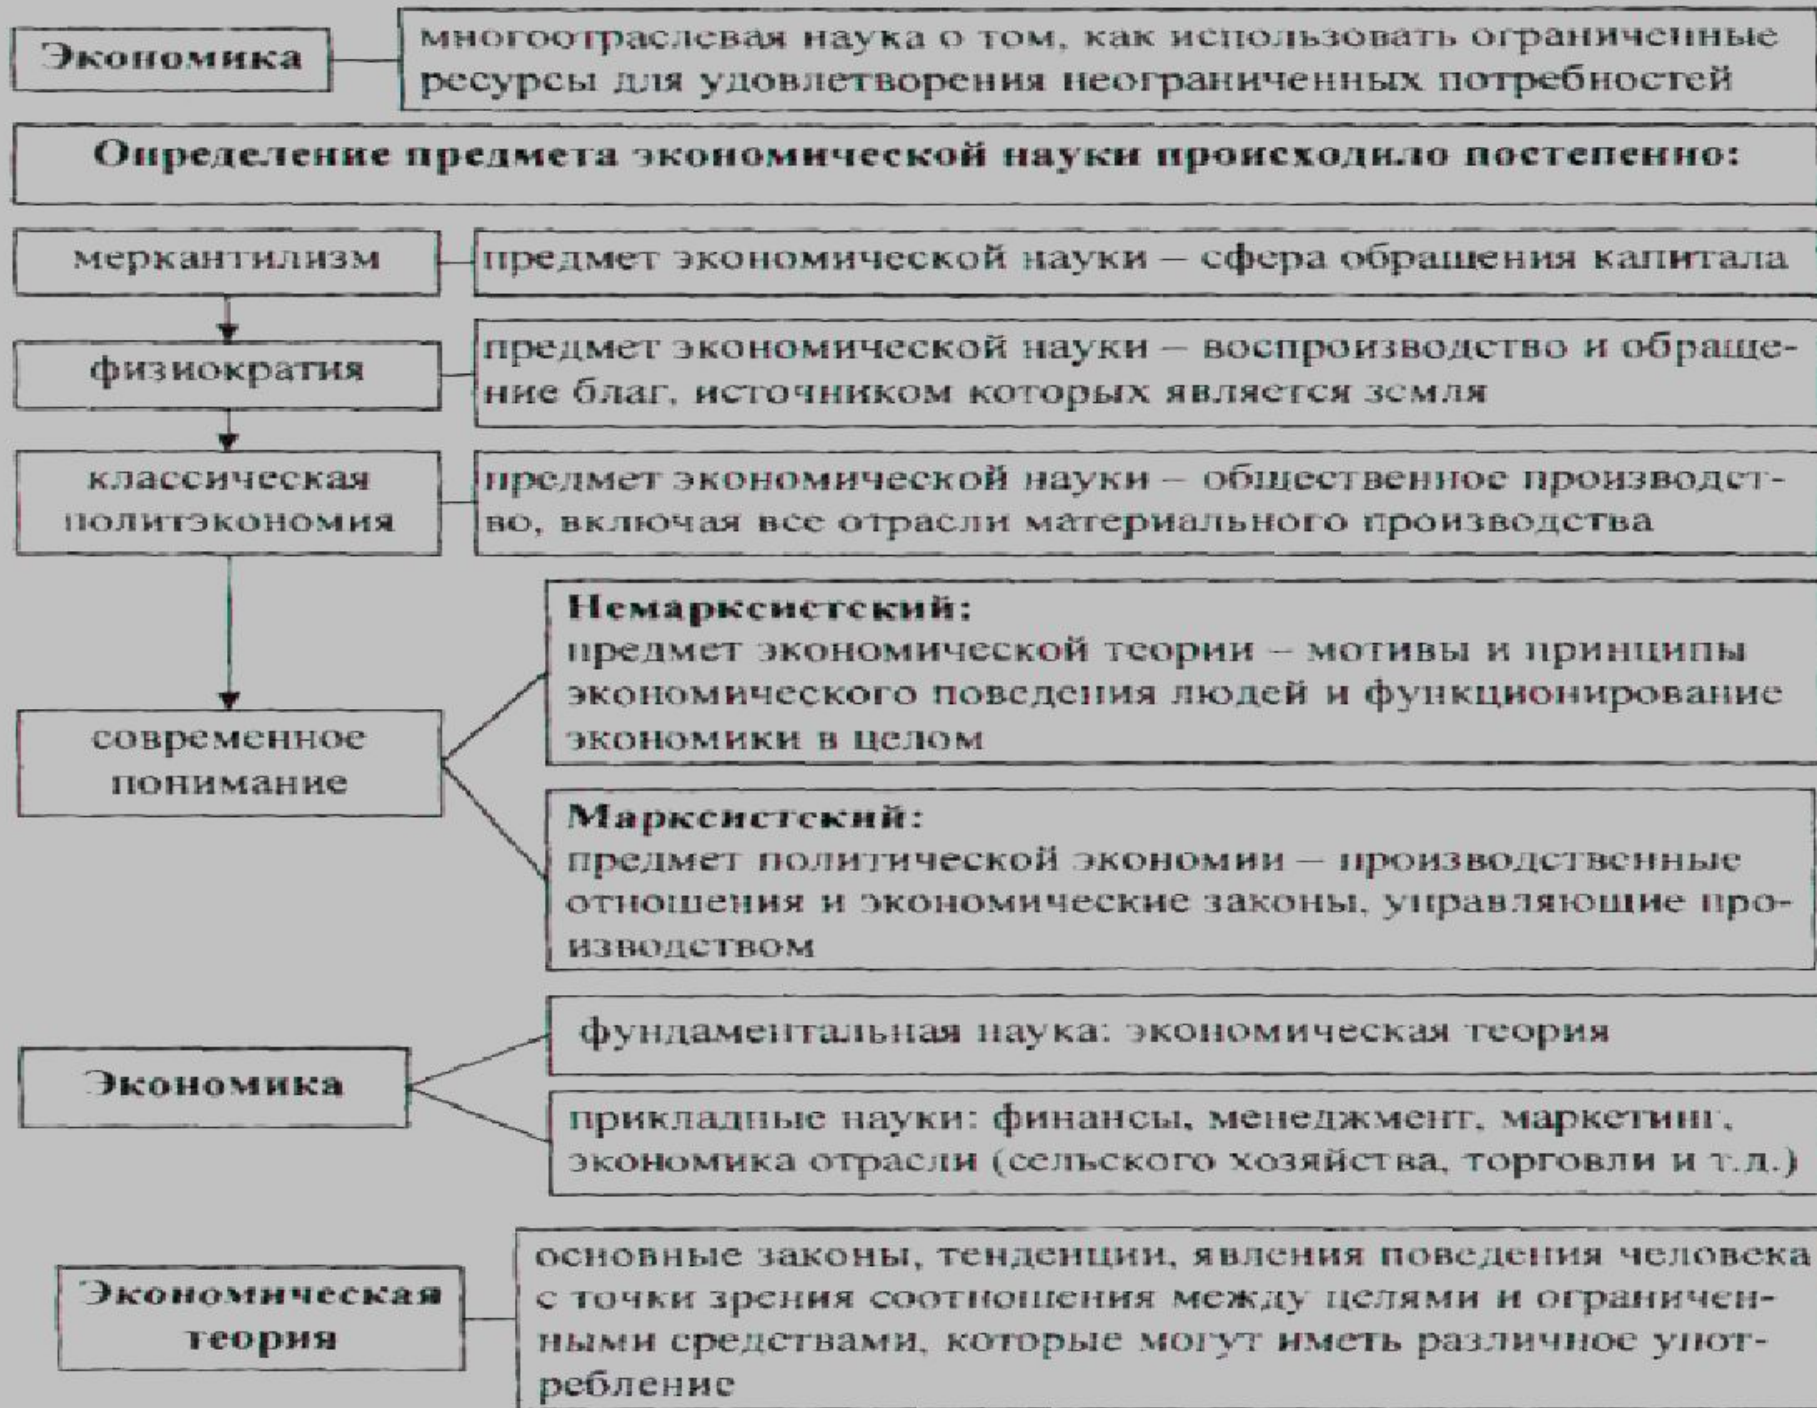 Экономика
многоотраслевая наука о том, как использовать ограниченные
ресурсы для удовлетворения неограниченных потребностей
Определение предмета экономической науки происходило постепенно:
меркантилизм
предмет экономической науки – сфера обращения капитала
физиократия
предмет экономической науки – воспроизводство и обраще-
ние благ, источником которых является земля
классическая
политэкономия
предмет экономической науки – общественное производст-
во, включая все отрасли материального производства
современное
понимание
Немарксистский:
предмет экономической теории – мотивы и принципы
экономического поведения людей и функционирование
экономики в целом
Марксистский:
предмет политической экономии – производственные
отношения и экономические законы, управляющие про-
изводством
Экономика
фундаментальная наука: экономическая теория
прикладные науки: финансы, менеджмент, маркетинг,
экономика отрасли (сельского хозяйства, торговли и т.д.)
Экономическая
теория
основные законы, тенденции, явления поведения человека
с точки зрения соотношения между целями и ограничен-
ными средствами, которые могут иметь различное упот-
ребление